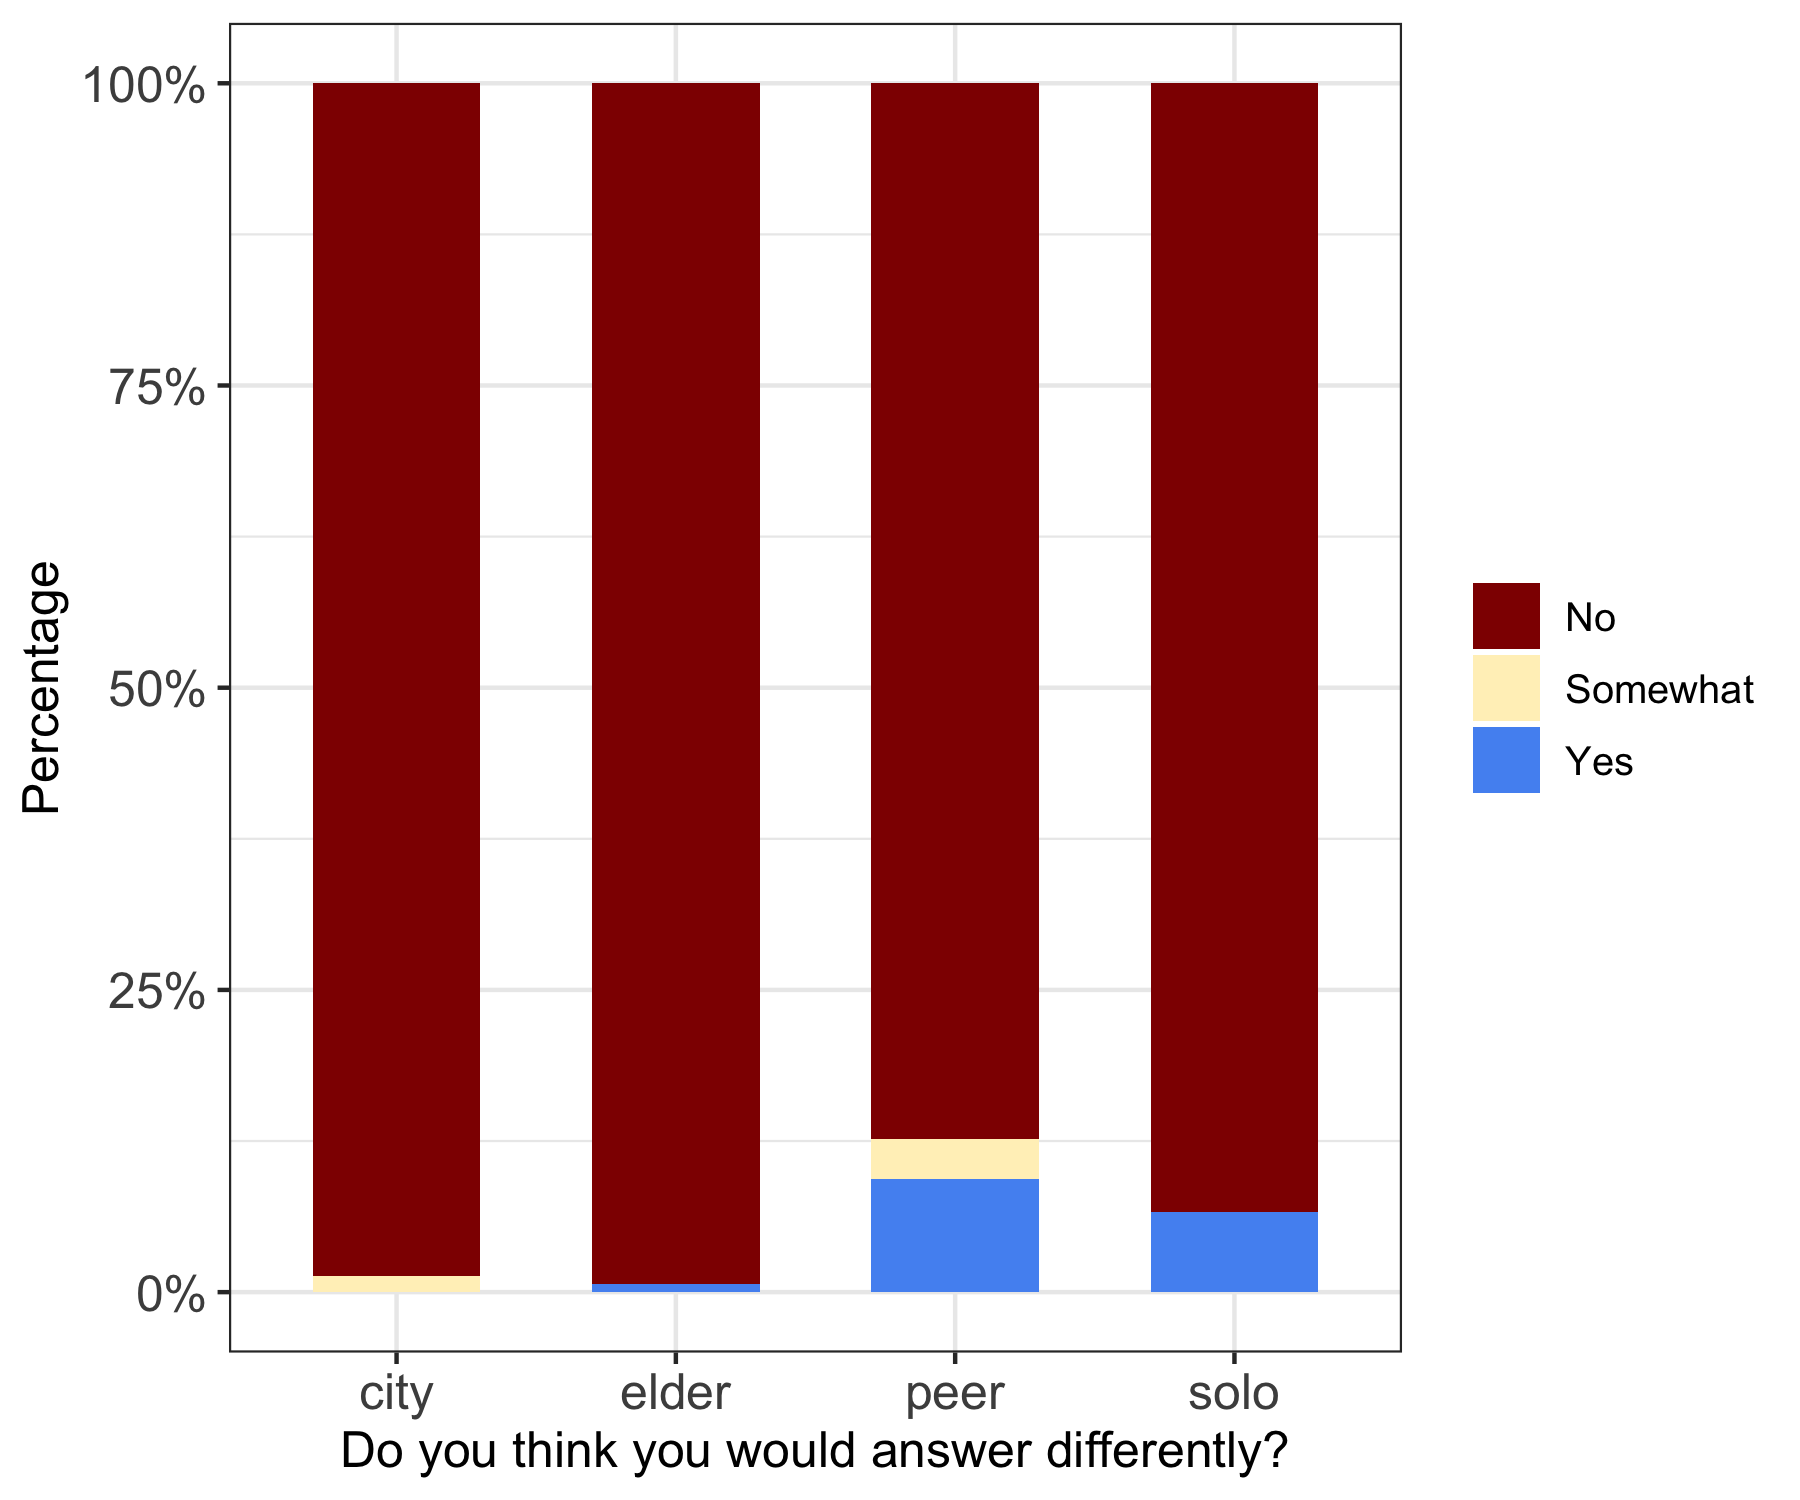 100%
75%
50%
25%
0%
Percentage
city elder peer solo
Do you think you would answer differently?
No
Somewhat
Yes